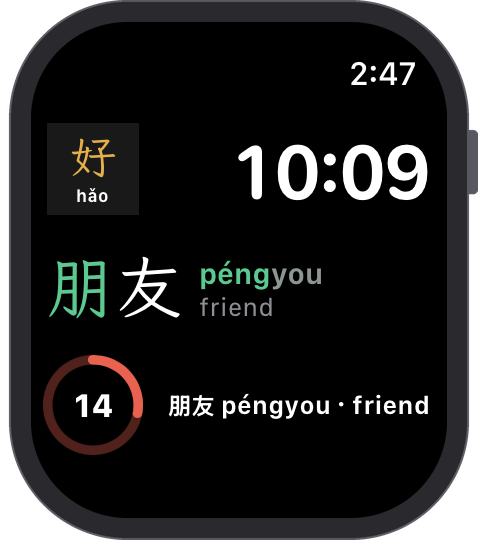 2:47
好
hǎo
10:09
朋友 péngyou
friend
14
朋友 péngyou · friend